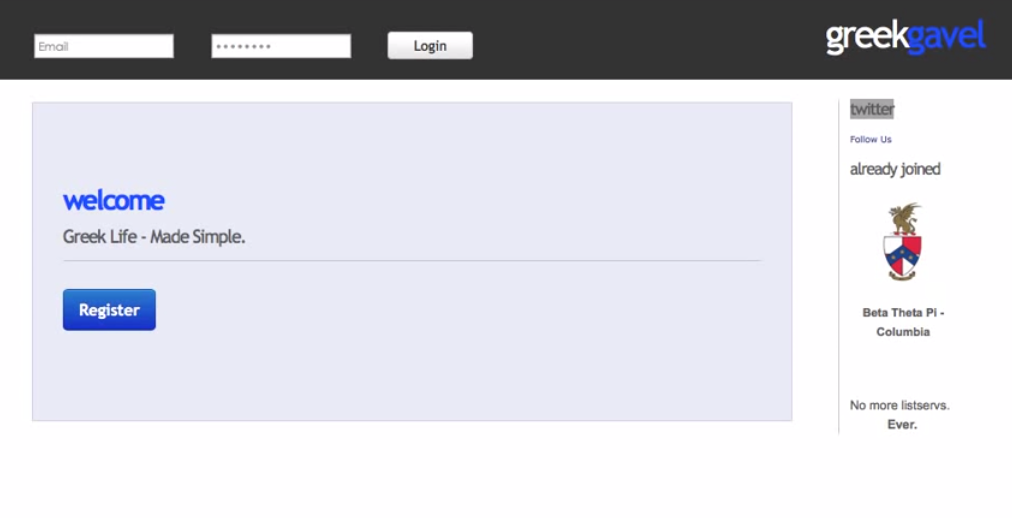 Email
********
Login
greekgavel
twitter
Follow Us
already joined
welcome
Greek Life - Made Simple.
Register
Beta Theta Pi -
Columbia
No more listservs.
Ever.